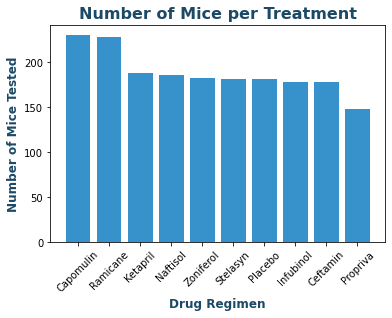 Number of Mice per Treatment
Number of Mice Tested
200
150
100
50
0
Capomulin
Ramicane
Ketapril
Naftisol
Zoniferol
Stelasyn
Placebo
Infubinol
Ceftamin
Propriva
Drug Regimen